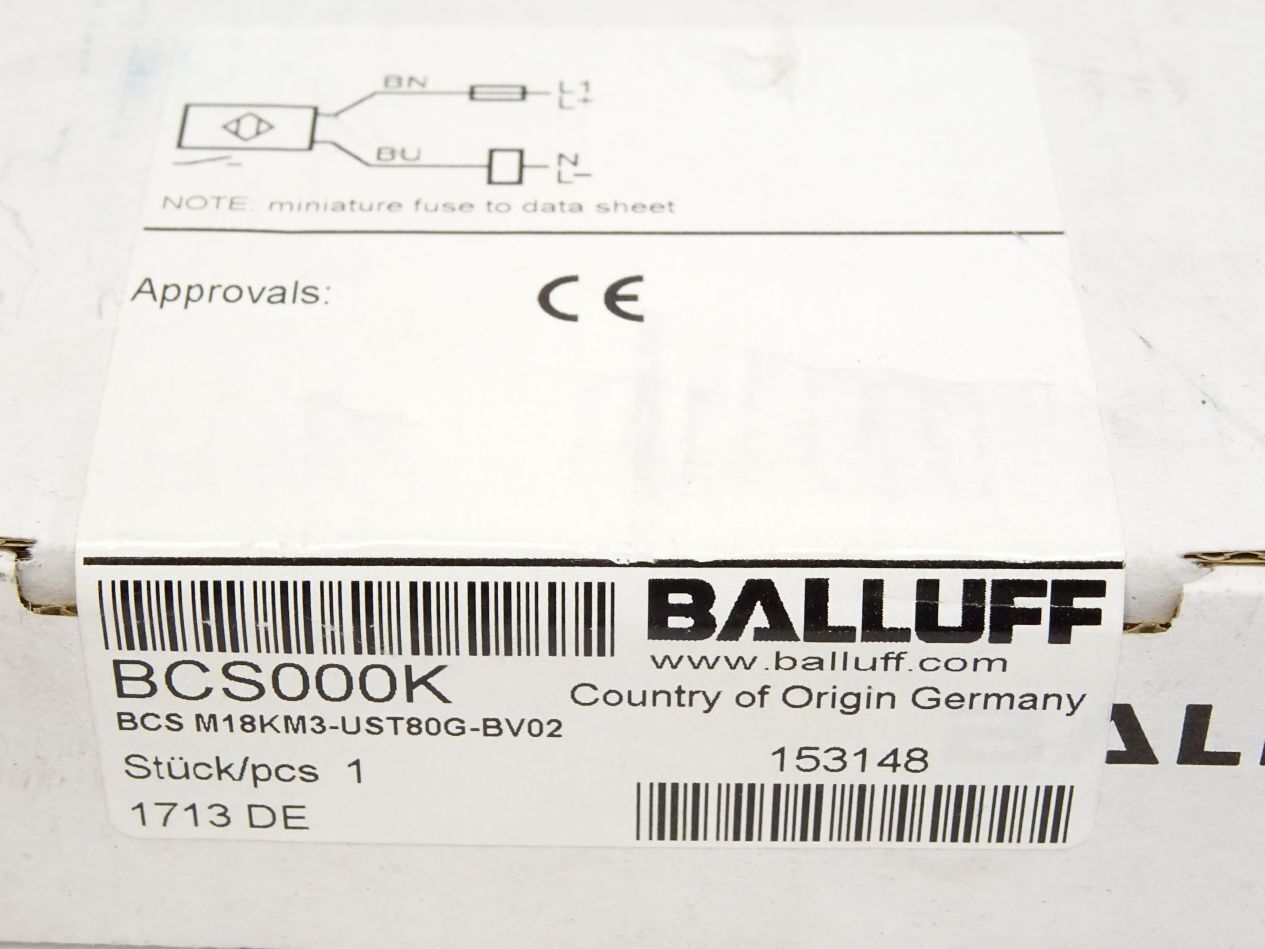 BN
L1
L+
BU
N
L−
NOTE: miniature fuse to data sheet
Approvals:
CE
BALLUFF
www.balluff.com
BCS000K
Country of Origin Germany
BCS M18KM3-UST80G-BV02
Stück/pcs 1
153148
1713 DE
ALL